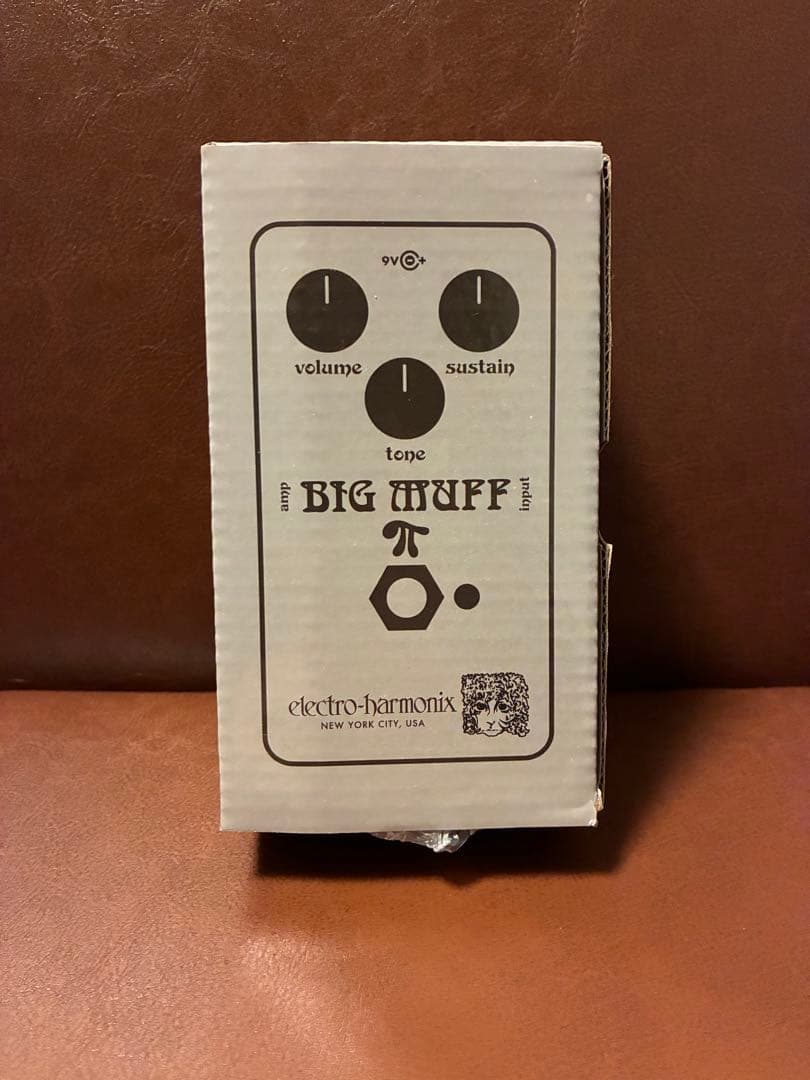 9V +
volume
sustain
tone
amp
BIG MUFF
input
π
electro-harmonix
NEW YORK CITY, USA